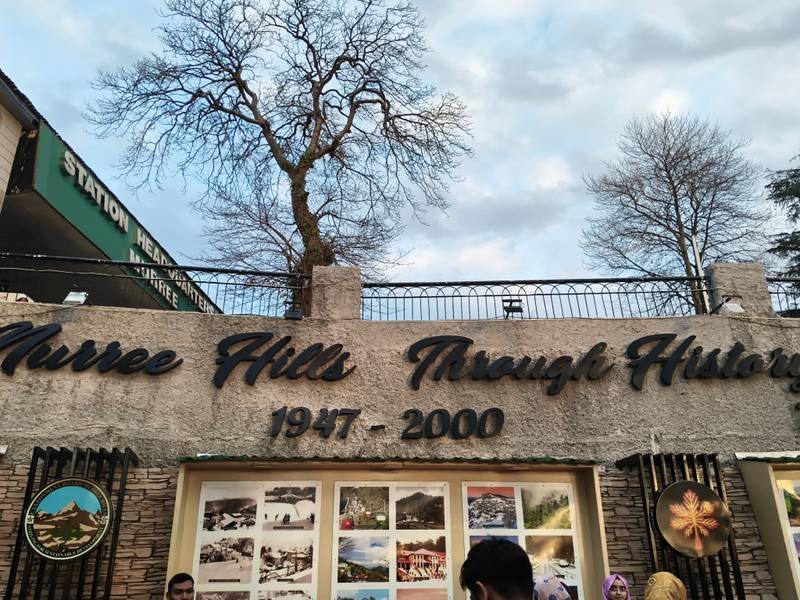 STATION HEADQUARTERS
MURREE
Murree Hills Through History
1947 - 2000